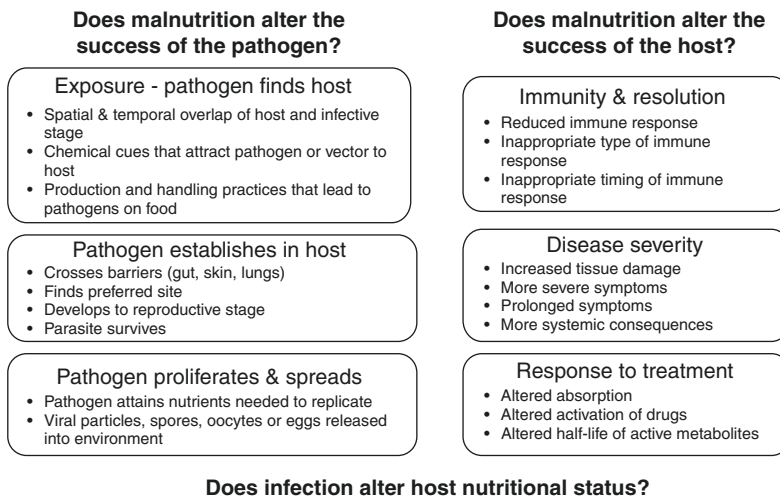 Does malnutrition alter the
success of the pathogen?
Exposure - pathogen finds host
• Spatial & temporal overlap of host and infective
stage
• Chemical cues that attract pathogen or vector to
host
• Production and handling practices that lead to
pathogens on food
Pathogen establishes in host
• Crosses barriers (gut, skin, lungs)
• Finds preferred site
• Develops to reproductive stage
• Parasite survives
Pathogen proliferates & spreads
• Pathogen attains nutrients needed to replicate
• Viral particles, spores, oocytes or eggs released
into environment
Does malnutrition alter the
success of the host?
Immunity & resolution
• Reduced immune response
• Inappropriate type of immune
response
• Inappropriate timing of immune
response
Disease severity
• Increased tissue damage
• More severe symptoms
• Prolonged symptoms
• More systemic consequences
Response to treatment
• Altered absorption
• Altered activation of drugs
• Altered half-life of active metabolites
Does infection alter host nutritional status?